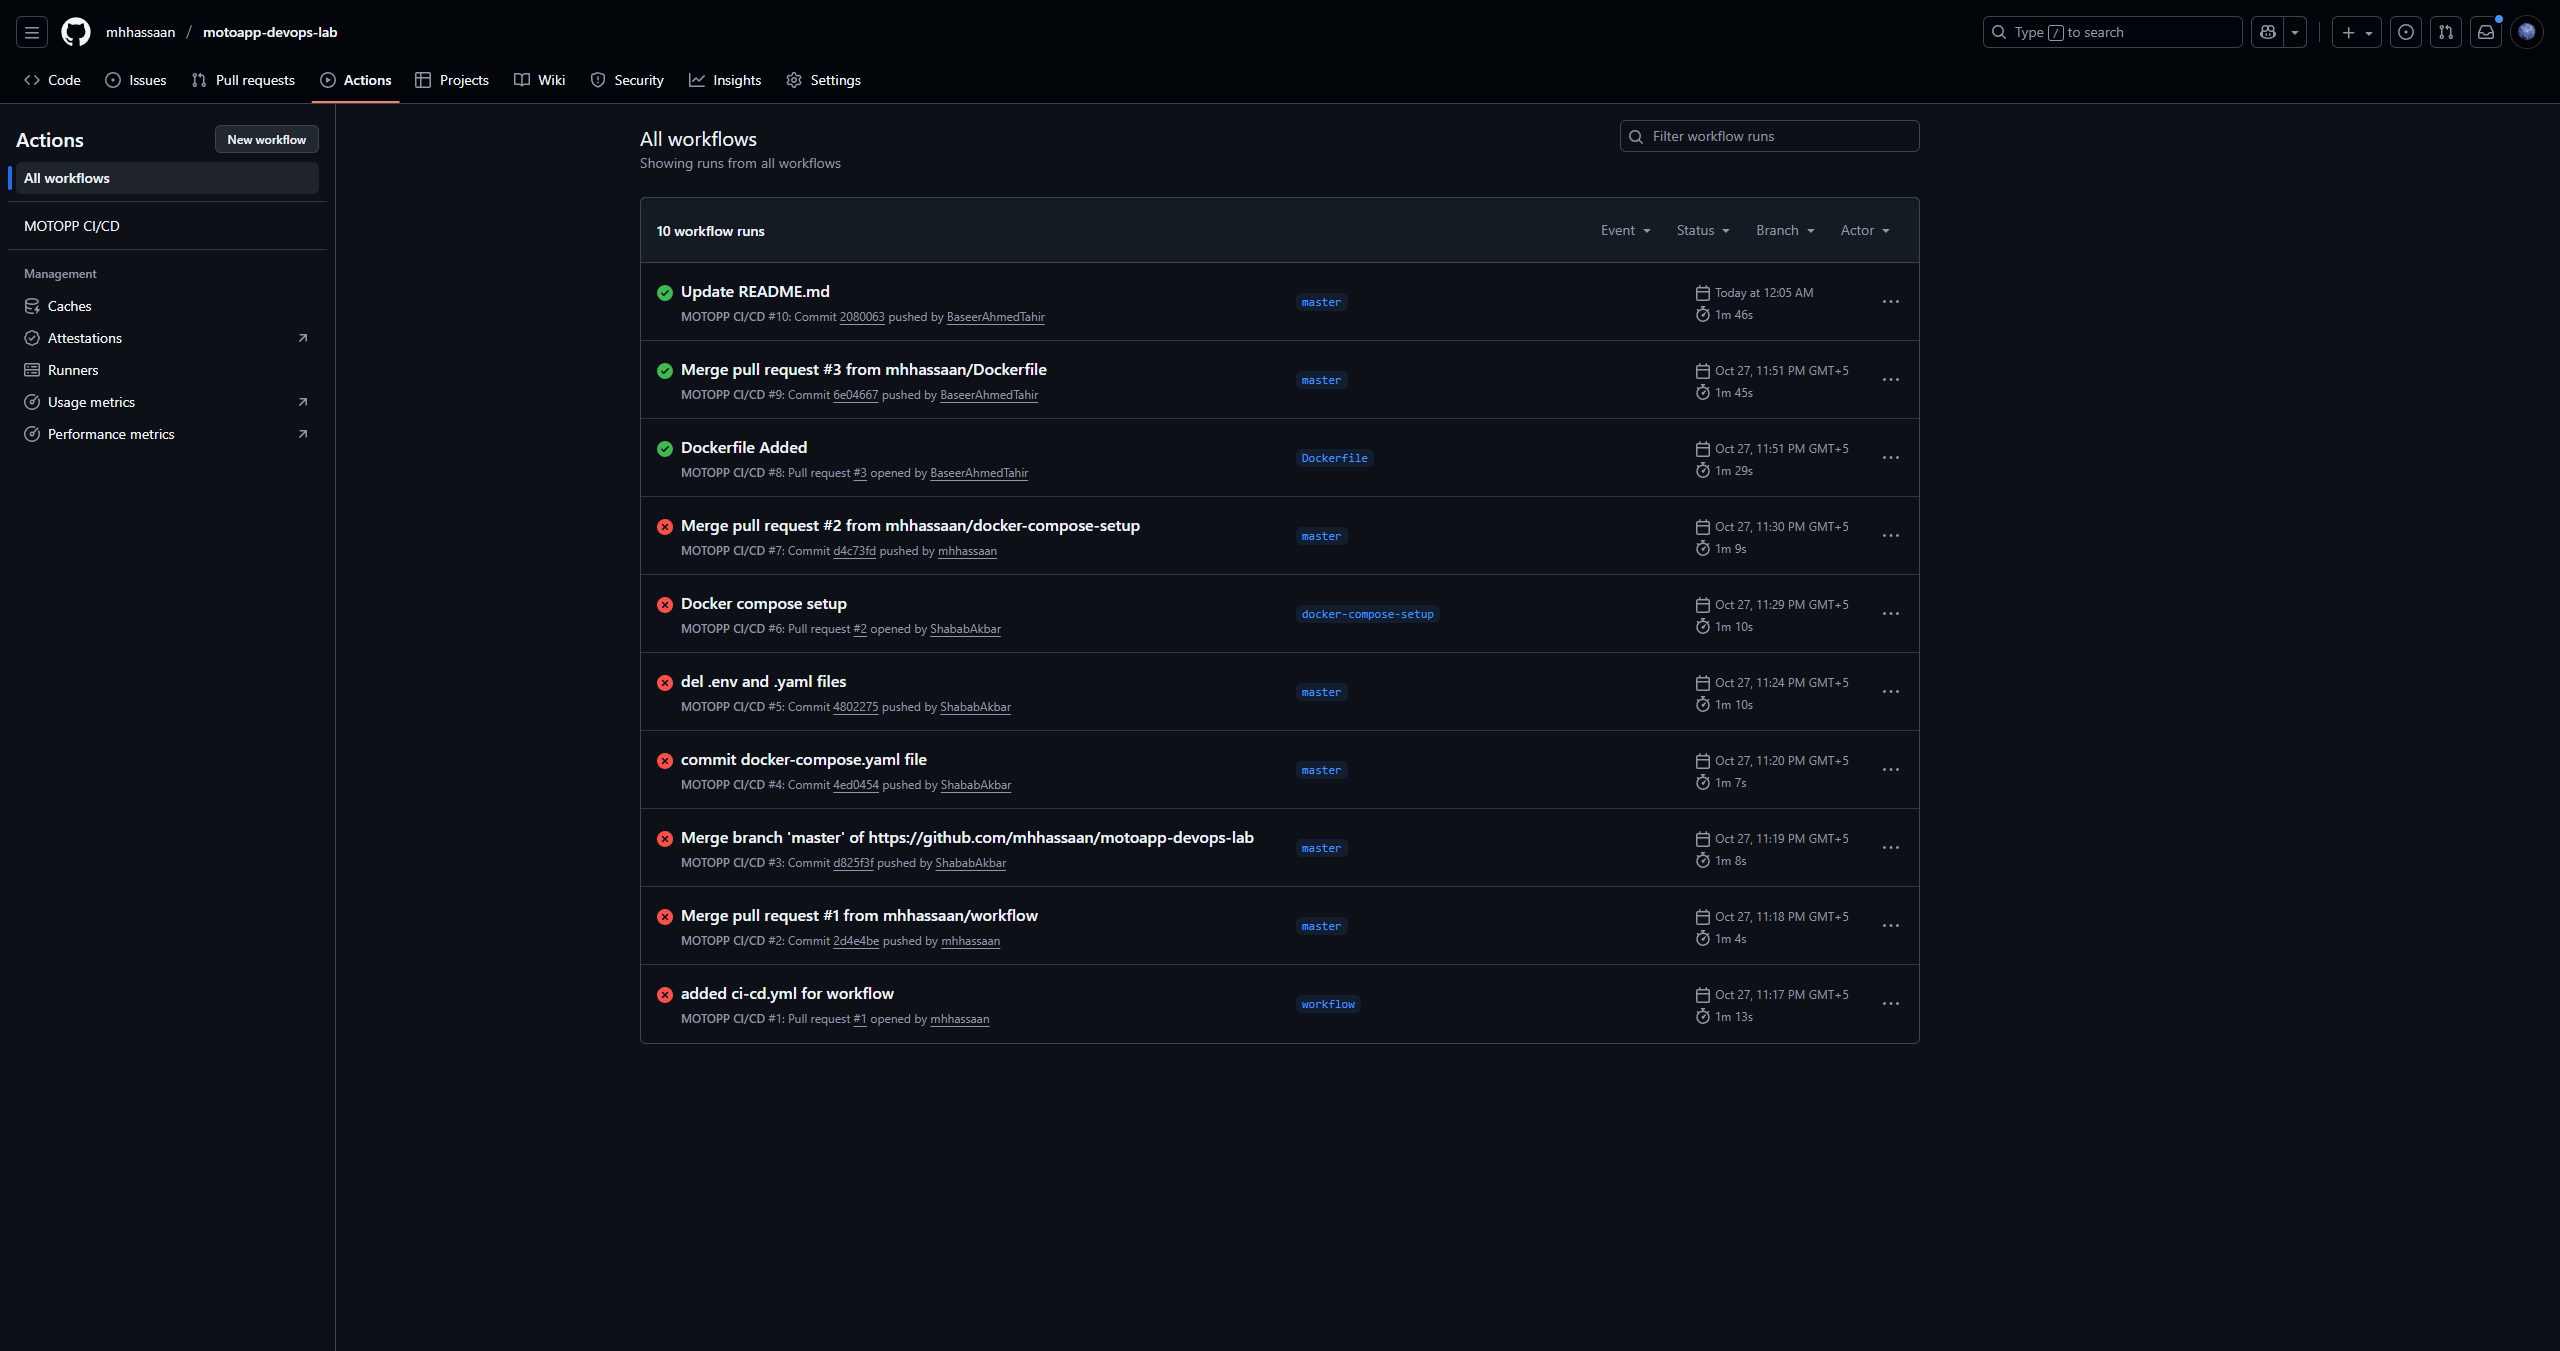 mhhassaan / motoapp-devops-lab
Type / to search
Code
Issues
Pull requests
Actions
Projects
Wiki
Security
Insights
Settings
Actions
New workflow
All workflows
MOTOPP CI/CD
Management
Caches
Attestations
Runners
Usage metrics
Performance metrics
All workflows
Showing runs from all workflows
Filter workflow runs
10 workflow runs
Event
Status
Branch
Actor
Update README.md
MOTOPP CI/CD #10: Commit 2080063 pushed by BaseerAhmedTahir
master
Today at 12:05 AM
1m 46s
Merge pull request #3 from mhhassaan/Dockerfile
MOTOPP CI/CD #9: Commit 6e04667 pushed by BaseerAhmedTahir
master
Oct 27, 11:51 PM GMT+5
1m 45s
Dockerfile Added
MOTOPP CI/CD #8: Pull request #3 opened by BaseerAhmedTahir
Dockerfile
Oct 27, 11:51 PM GMT+5
1m 29s
Merge pull request #2 from mhhassaan/docker-compose-setup
MOTOPP CI/CD #7: Commit d4c73fd pushed by mhhassaan
master
Oct 27, 11:30 PM GMT+5
1m 9s
Docker compose setup
MOTOPP CI/CD #6: Pull request #2 opened by ShababAkbar
docker-compose-setup
Oct 27, 11:29 PM GMT+5
1m 10s
del .env and .yaml files
MOTOPP CI/CD #5: Commit 4802275 pushed by ShababAkbar
master
Oct 27, 11:24 PM GMT+5
1m 10s
commit docker-compose.yaml file
MOTOPP CI/CD #4: Commit 4ed0454 pushed by ShababAkbar
master
Oct 27, 11:20 PM GMT+5
1m 7s
Merge branch 'master' of https://github.com/mhhassaan/motoapp-devops-lab
MOTOPP CI/CD #3: Commit d825f3f pushed by ShababAkbar
master
Oct 27, 11:19 PM GMT+5
1m 8s
Merge pull request #1 from mhhassaan/workflow
MOTOPP CI/CD #2: Commit 2d4e4be pushed by mhhassaan
master
Oct 27, 11:18 PM GMT+5
1m 4s
added ci-cd.yml for workflow
MOTOPP CI/CD #1: Pull request #1 opened by mhhassaan
workflow
Oct 27, 11:17 PM GMT+5
1m 13s